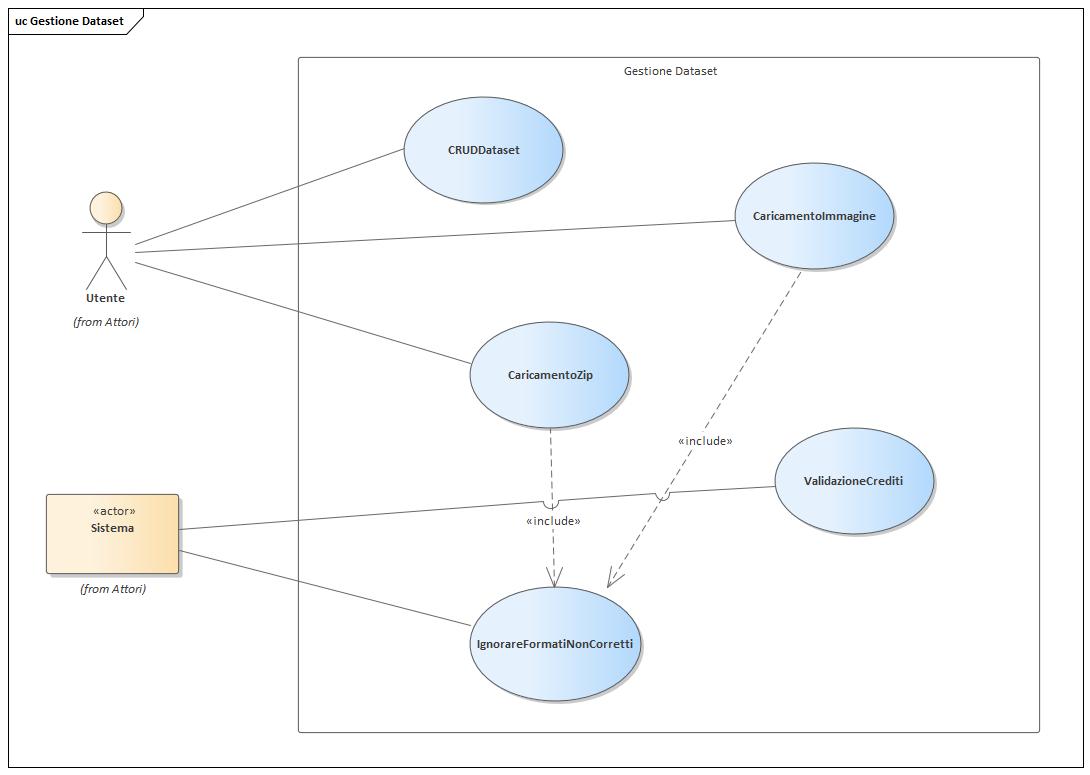 uc Gestione Dataset
Gestione Dataset
CRUDDataset
CaricamentoImmagine
Utente
(from Attori)
CaricamentoZip
«include»
ValidazioneCrediti
«actor»
Sistema
«include»
(from Attori)
IgnorareFormatiNonCorretti